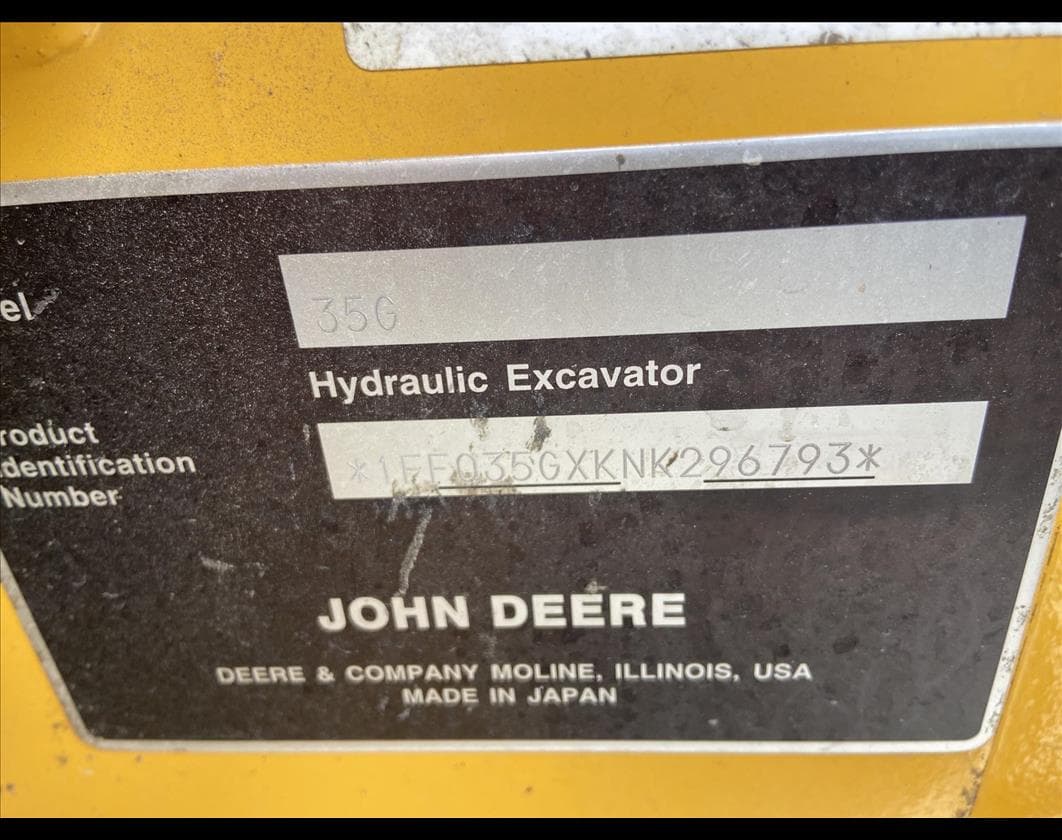 el
35G
Hydraulic Excavator
roduct
dentification
Number
*1FF035GXKNK296793*
JOHN DEERE
DEERE & COMPANY MOLINE, ILLINOIS, USA
MADE IN JAPAN